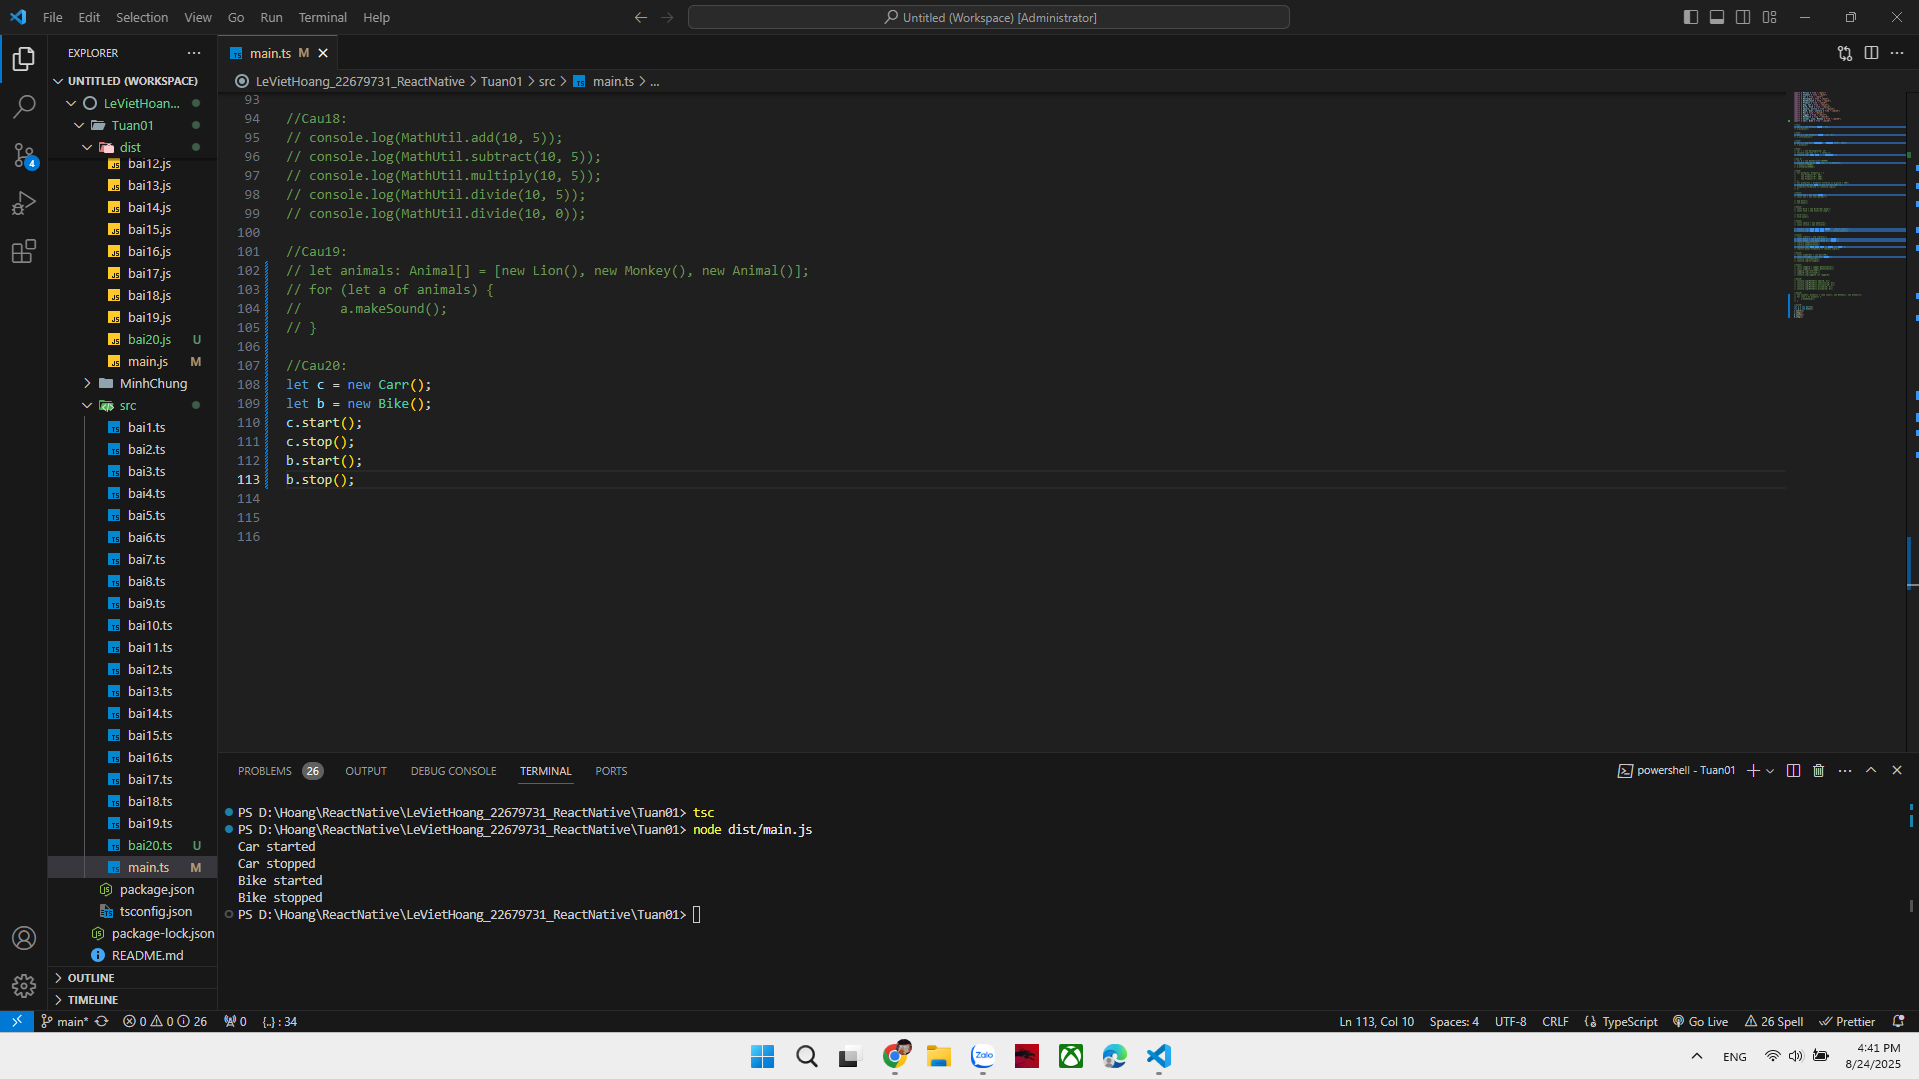 File Edit Selection View Go Run Terminal Help
Untitled (Workspace) [Administrator]
EXPLORER
main.ts M
UNTITLED (WORKSPACE)
LeVietHoang_22679731_ReactNative > Tuan01 > src > main.ts > ...
LeVietHoan...
Tuan01
dist
bai12.js
bai13.js
bai14.js
bai15.js
bai16.js
bai17.js
bai18.js
bai19.js
bai20.js U
main.js M
MinhChung
src
bai1.ts
bai2.ts
bai3.ts
bai4.ts
bai5.ts
bai6.ts
bai7.ts
bai8.ts
bai9.ts
bai10.ts
bai11.ts
bai12.ts
bai13.ts
bai14.ts
bai15.ts
bai16.ts
bai17.ts
bai18.ts
bai19.ts
bai20.ts U
main.ts M
package.json
tsconfig.json
package-lock.json
README.md
OUTLINE
TIMELINE
4
93
94 //Cau18:
95 // console.log(MathUtil.add(10, 5));
96 // console.log(MathUtil.subtract(10, 5));
97 // console.log(MathUtil.multiply(10, 5));
98 // console.log(MathUtil.divide(10, 5));
99 // console.log(MathUtil.divide(10, 0));
100
101 //Cau19:
102 // let animals: Animal[] = [new Lion(), new Monkey(), new Animal()];
103 // for (let a of animals) {
104 //     a.makeSound();
105 // }
106
107 //Cau20:
108 let c = new Carr();
109 let b = new Bike();
110 c.start();
111 c.stop();
112 b.start();
113 b.stop();
114
115
116
PROBLEMS 26 OUTPUT DEBUG CONSOLE TERMINAL PORTS
powershell - Tuan01
PS D:\Hoang\ReactNative\LeVietHoang_22679731_ReactNative\Tuan01> tsc
PS D:\Hoang\ReactNative\LeVietHoang_22679731_ReactNative\Tuan01> node dist/main.js
Car started
Car stopped
Bike started
Bike stopped
PS D:\Hoang\ReactNative\LeVietHoang_22679731_ReactNative\Tuan01>
main* 0 0 26 0 {..} : 34
Ln 113, Col 10 Spaces: 4 UTF-8 CRLF {} TypeScript Go Live 26 Spell Prettier
Zalo
ENG
4:41 PM
8/24/2025